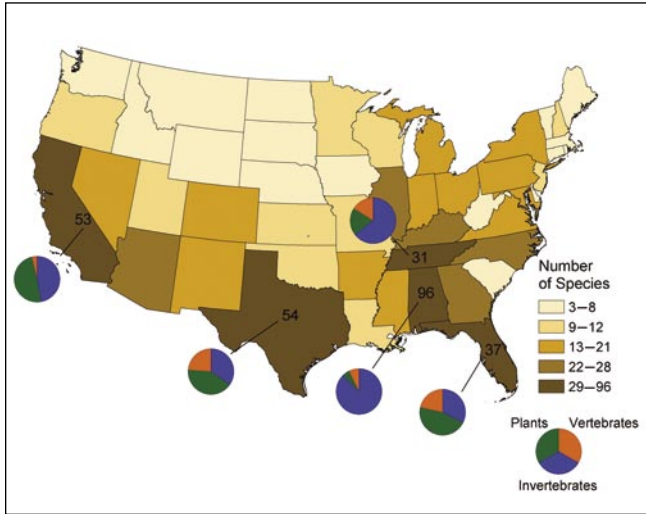 53
31
96
54
37
Number
of Species
3–8
9–12
13–21
22–28
29–96
Plants Vertebrates
Invertebrates